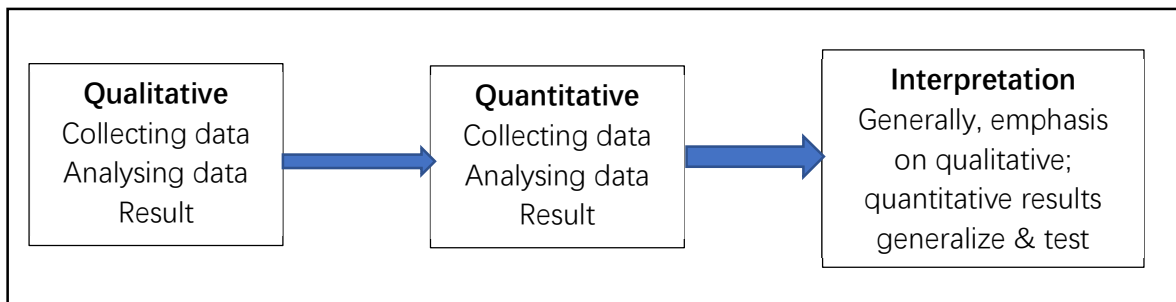 Qualitative
Collecting data
Analysing data
Result
Quantitative
Collecting data
Analysing data
Result
Interpretation
Generally, emphasis
on qualitative;
quantitative results
generalize & test